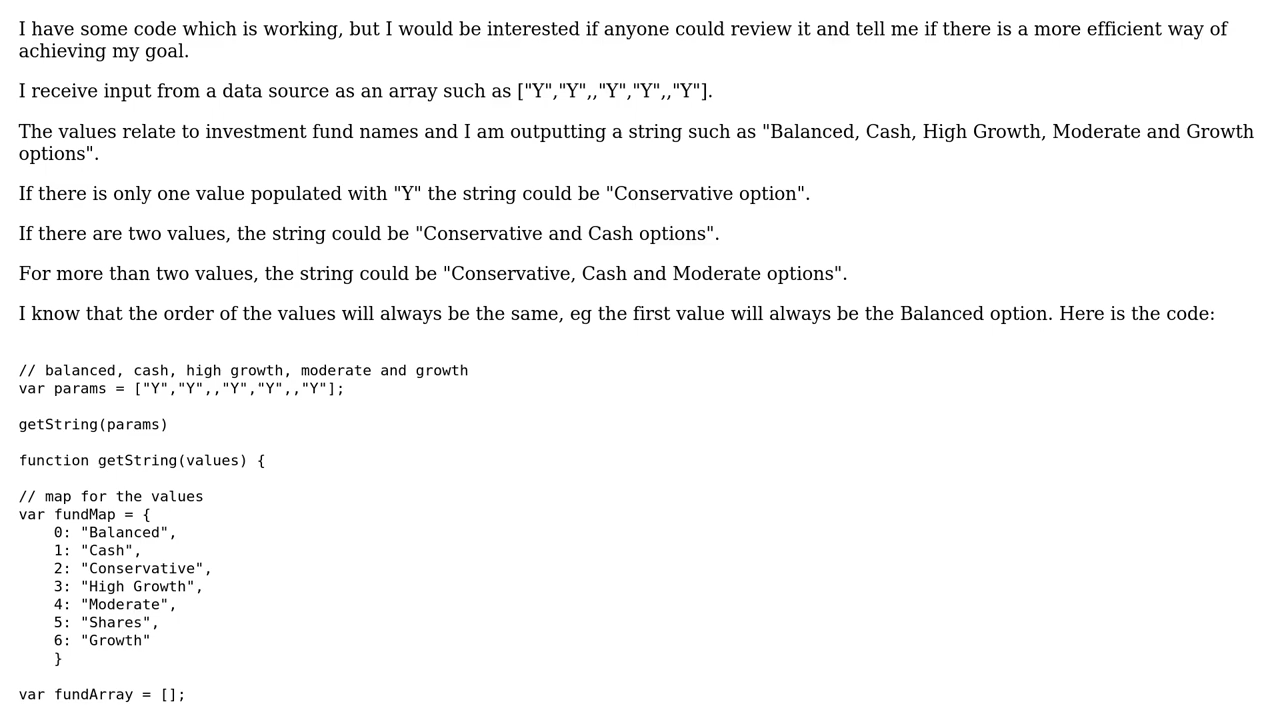 I have some code which is working, but I would be interested if anyone could review it and tell me if there is a more efficient way of
achieving my goal.
I receive input from a data source as an array such as ["Y","Y",,"Y","Y",,"Y"].
The values relate to investment fund names and I am outputting a string such as "Balanced, Cash, High Growth, Moderate and Growth
options".
If there is only one value populated with "Y" the string could be "Conservative option".
If there are two values, the string could be "Conservative and Cash options".
For more than two values, the string could be "Conservative, Cash and Moderate options".
I know that the order of the values will always be the same, eg the first value will always be the Balanced option. Here is the code:
// balanced, cash, high growth, moderate and growth
var params = ["Y","Y",,"Y","Y",,"Y"];
getString(params)
function getString(values) {
// map for the values
var fundMap = {
    0: "Balanced",
    1: "Cash",
    2: "Conservative",
    3: "High Growth",
    4: "Moderate",
    5: "Shares",
    6: "Growth"
    }
var fundArray = [];